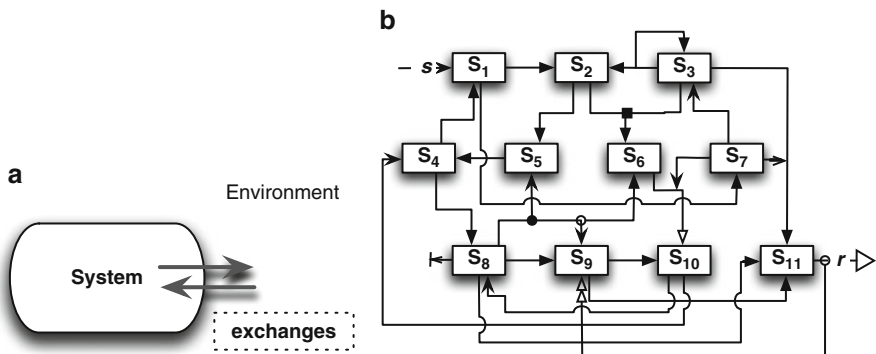 a
Environment
System
exchanges
b
s
S1
S2
S3
S4
S5
S6
S7
S8
S9
S10
S11
r